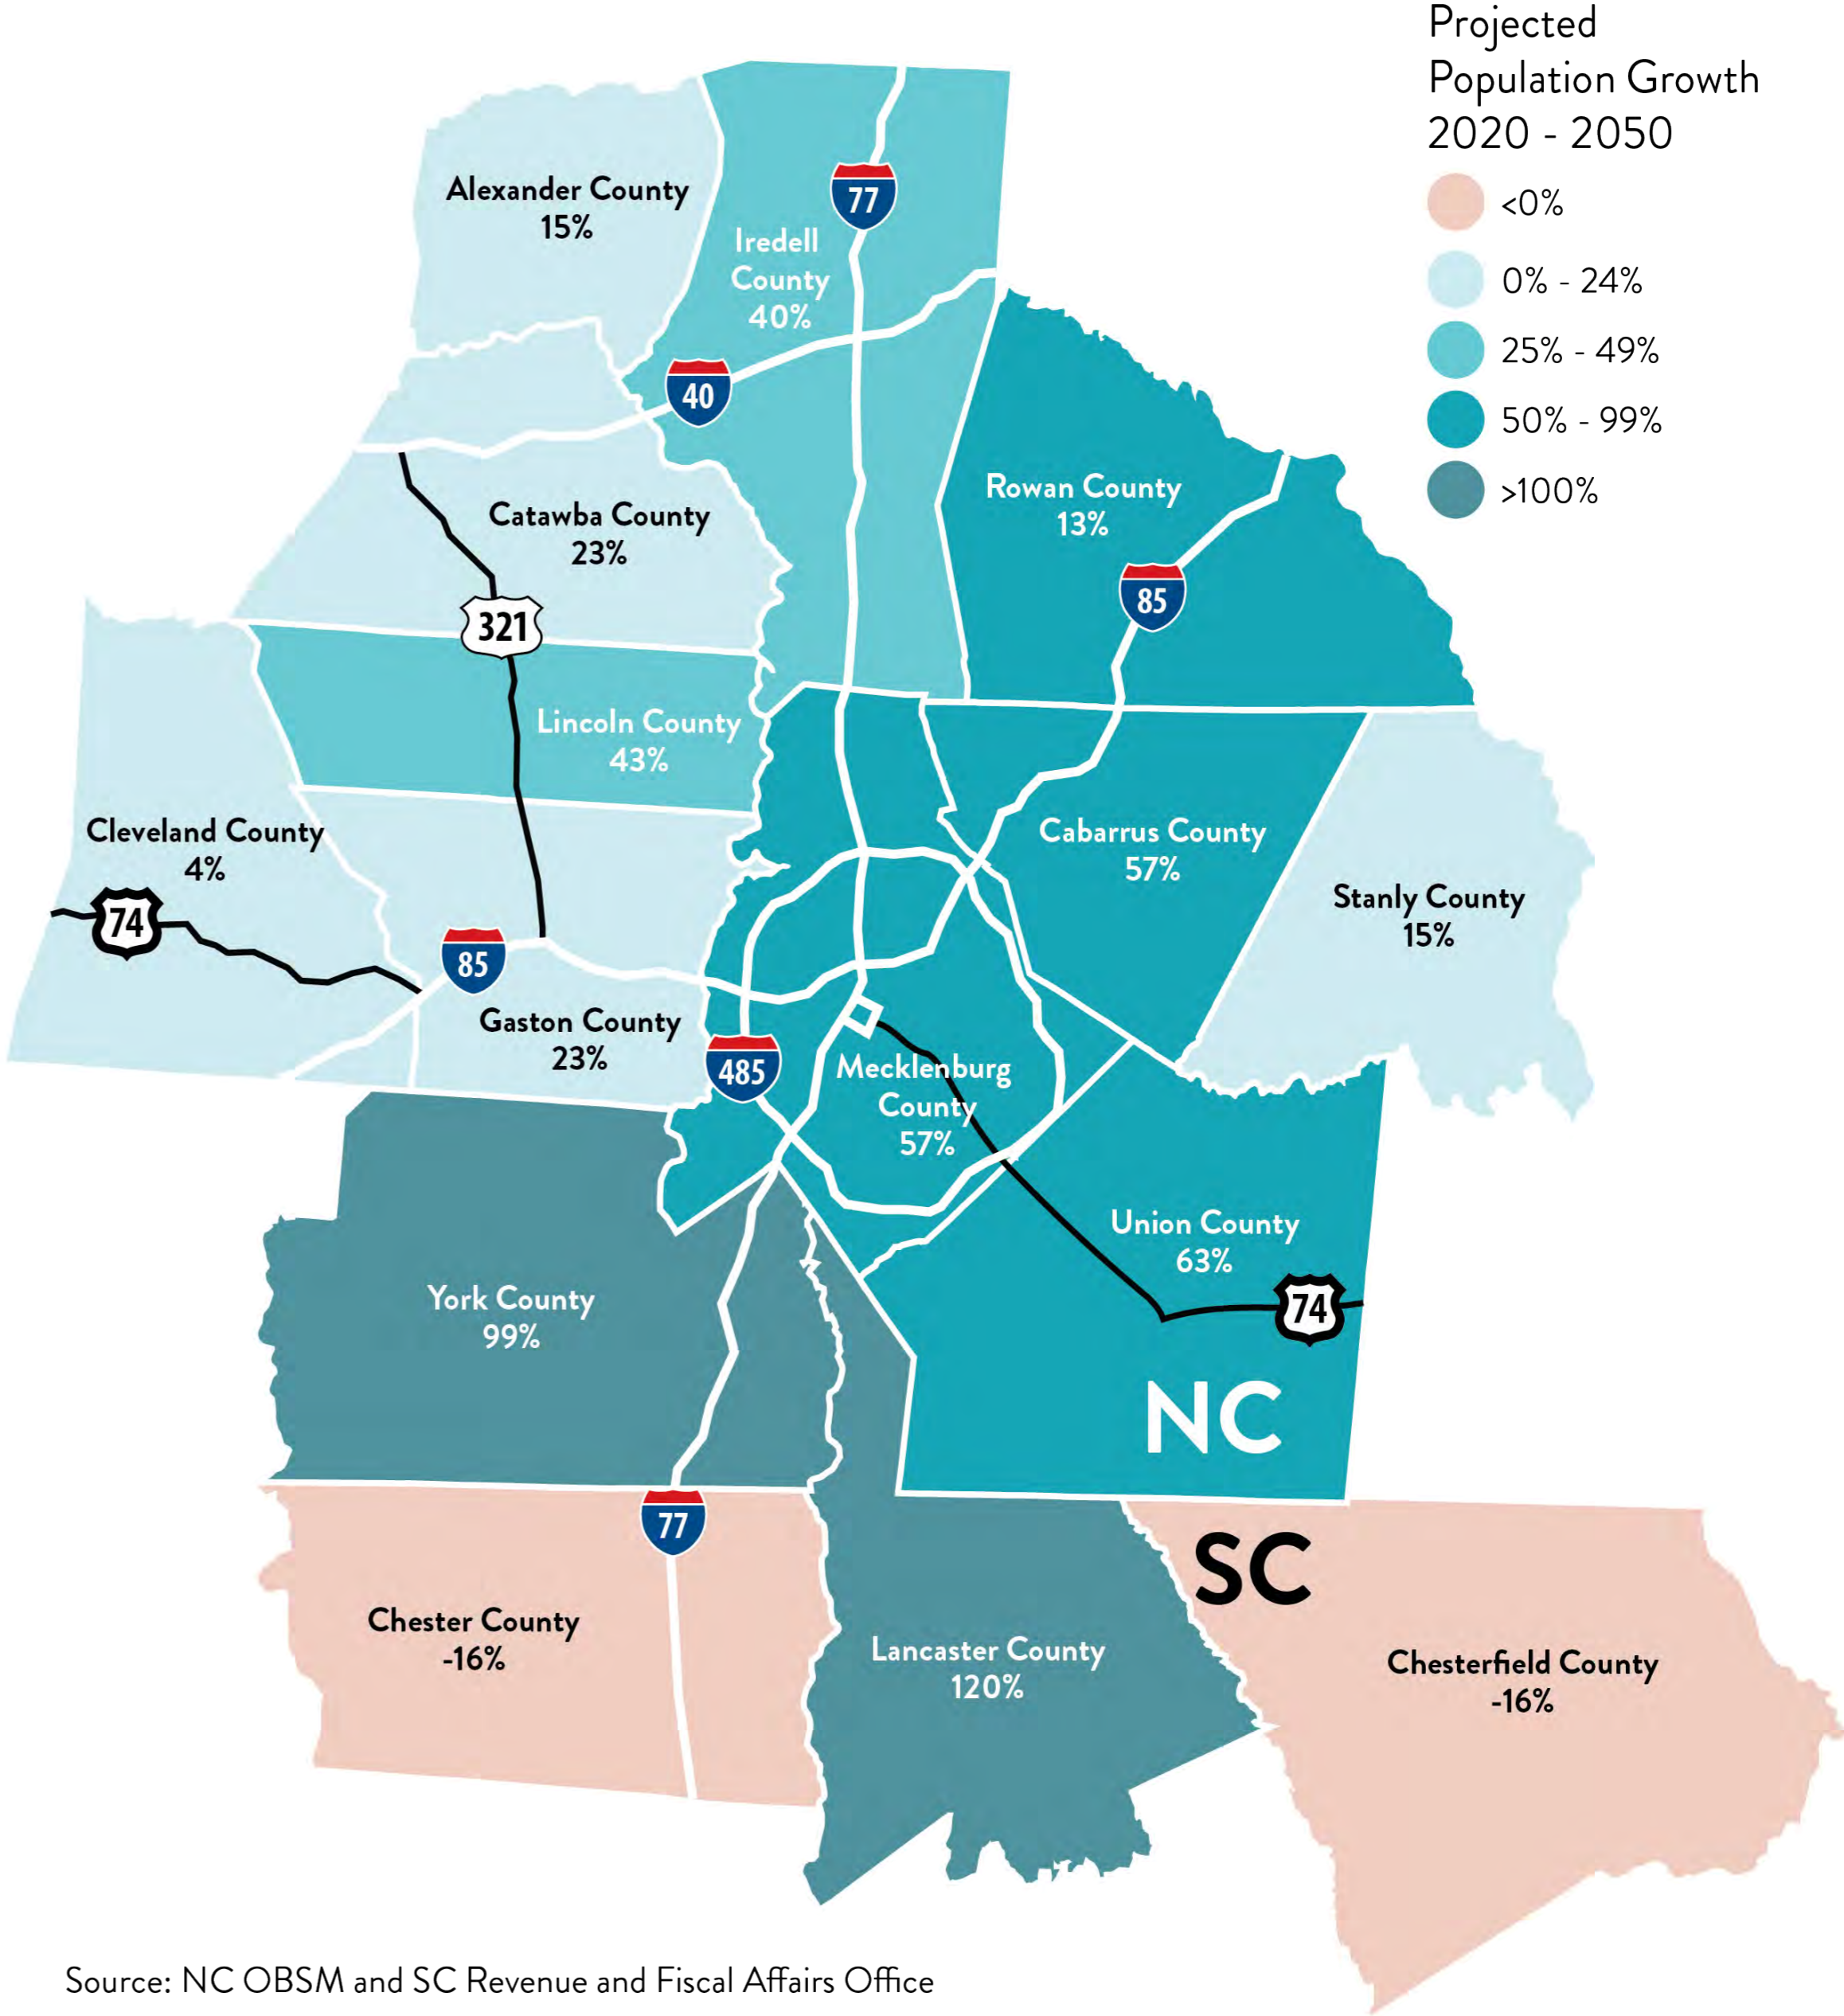 Projected
Population Growth
2020 - 2050
<0%
0% - 24%
25% - 49%
50% - 99%
>100%
Alexander County
15%
77
Iredell
County
40%
40
Rowan County
13%
85
Catawba County
23%
321
Lincoln County
43%
Cleveland County
4%
74
85
Gaston County
23%
Cabarrus County
57%
Stanly County
15%
485
Mecklenburg
County
57%
Union County
63%
74
York County
99%
NC
77
SC
Chester County
-16%
Lancaster County
120%
Chesterfield County
-16%
Source: NC OBSM and SC Revenue and Fiscal Affairs Office